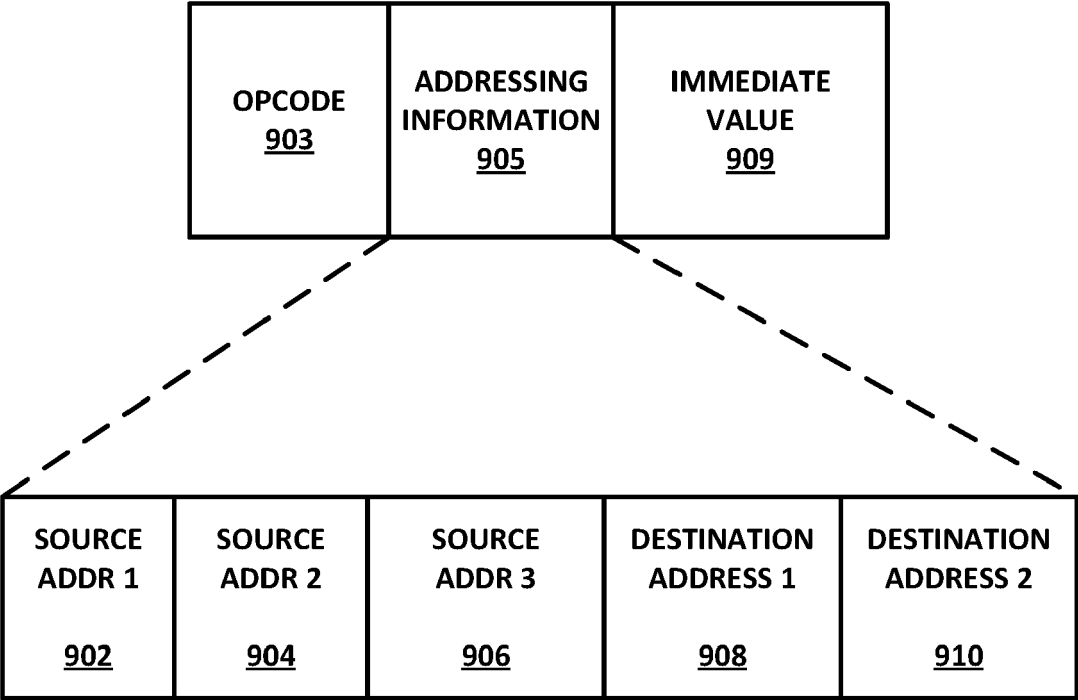 OPCODE
903
ADDRESSING
INFORMATION
905
IMMEDIATE
VALUE
909
SOURCE
ADDR 1
902
SOURCE
ADDR 2
904
SOURCE
ADDR 3
906
DESTINATION
ADDRESS 1
908
DESTINATION
ADDRESS 2
910